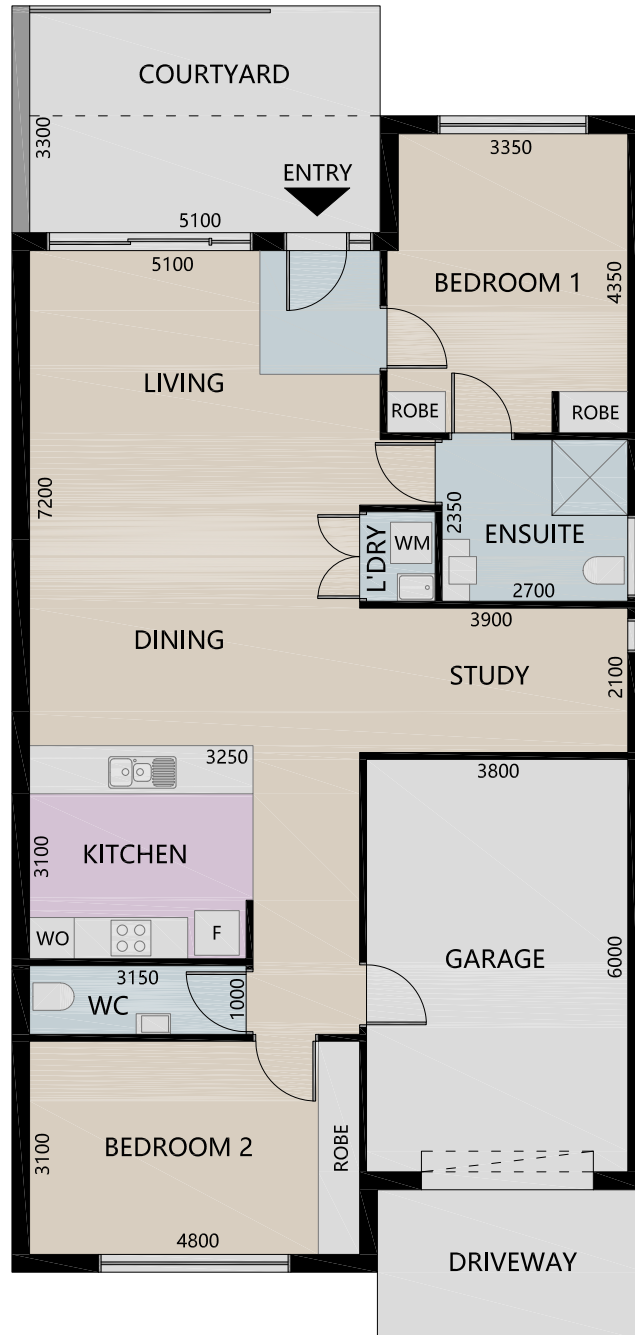 COURTYARD
3300
ENTRY
3350
5100
5100
BEDROOM 1
4350
LIVING
ROBE
ROBE
7200
2350
ENSUITE
L'DRY
WM
2700
3900
DINING
STUDY
2100
3250
3800
3100
KITCHEN
WO
F
GARAGE
6000
3150
WC
1000
BEDROOM 2
3100
ROBE
4800
DRIVEWAY